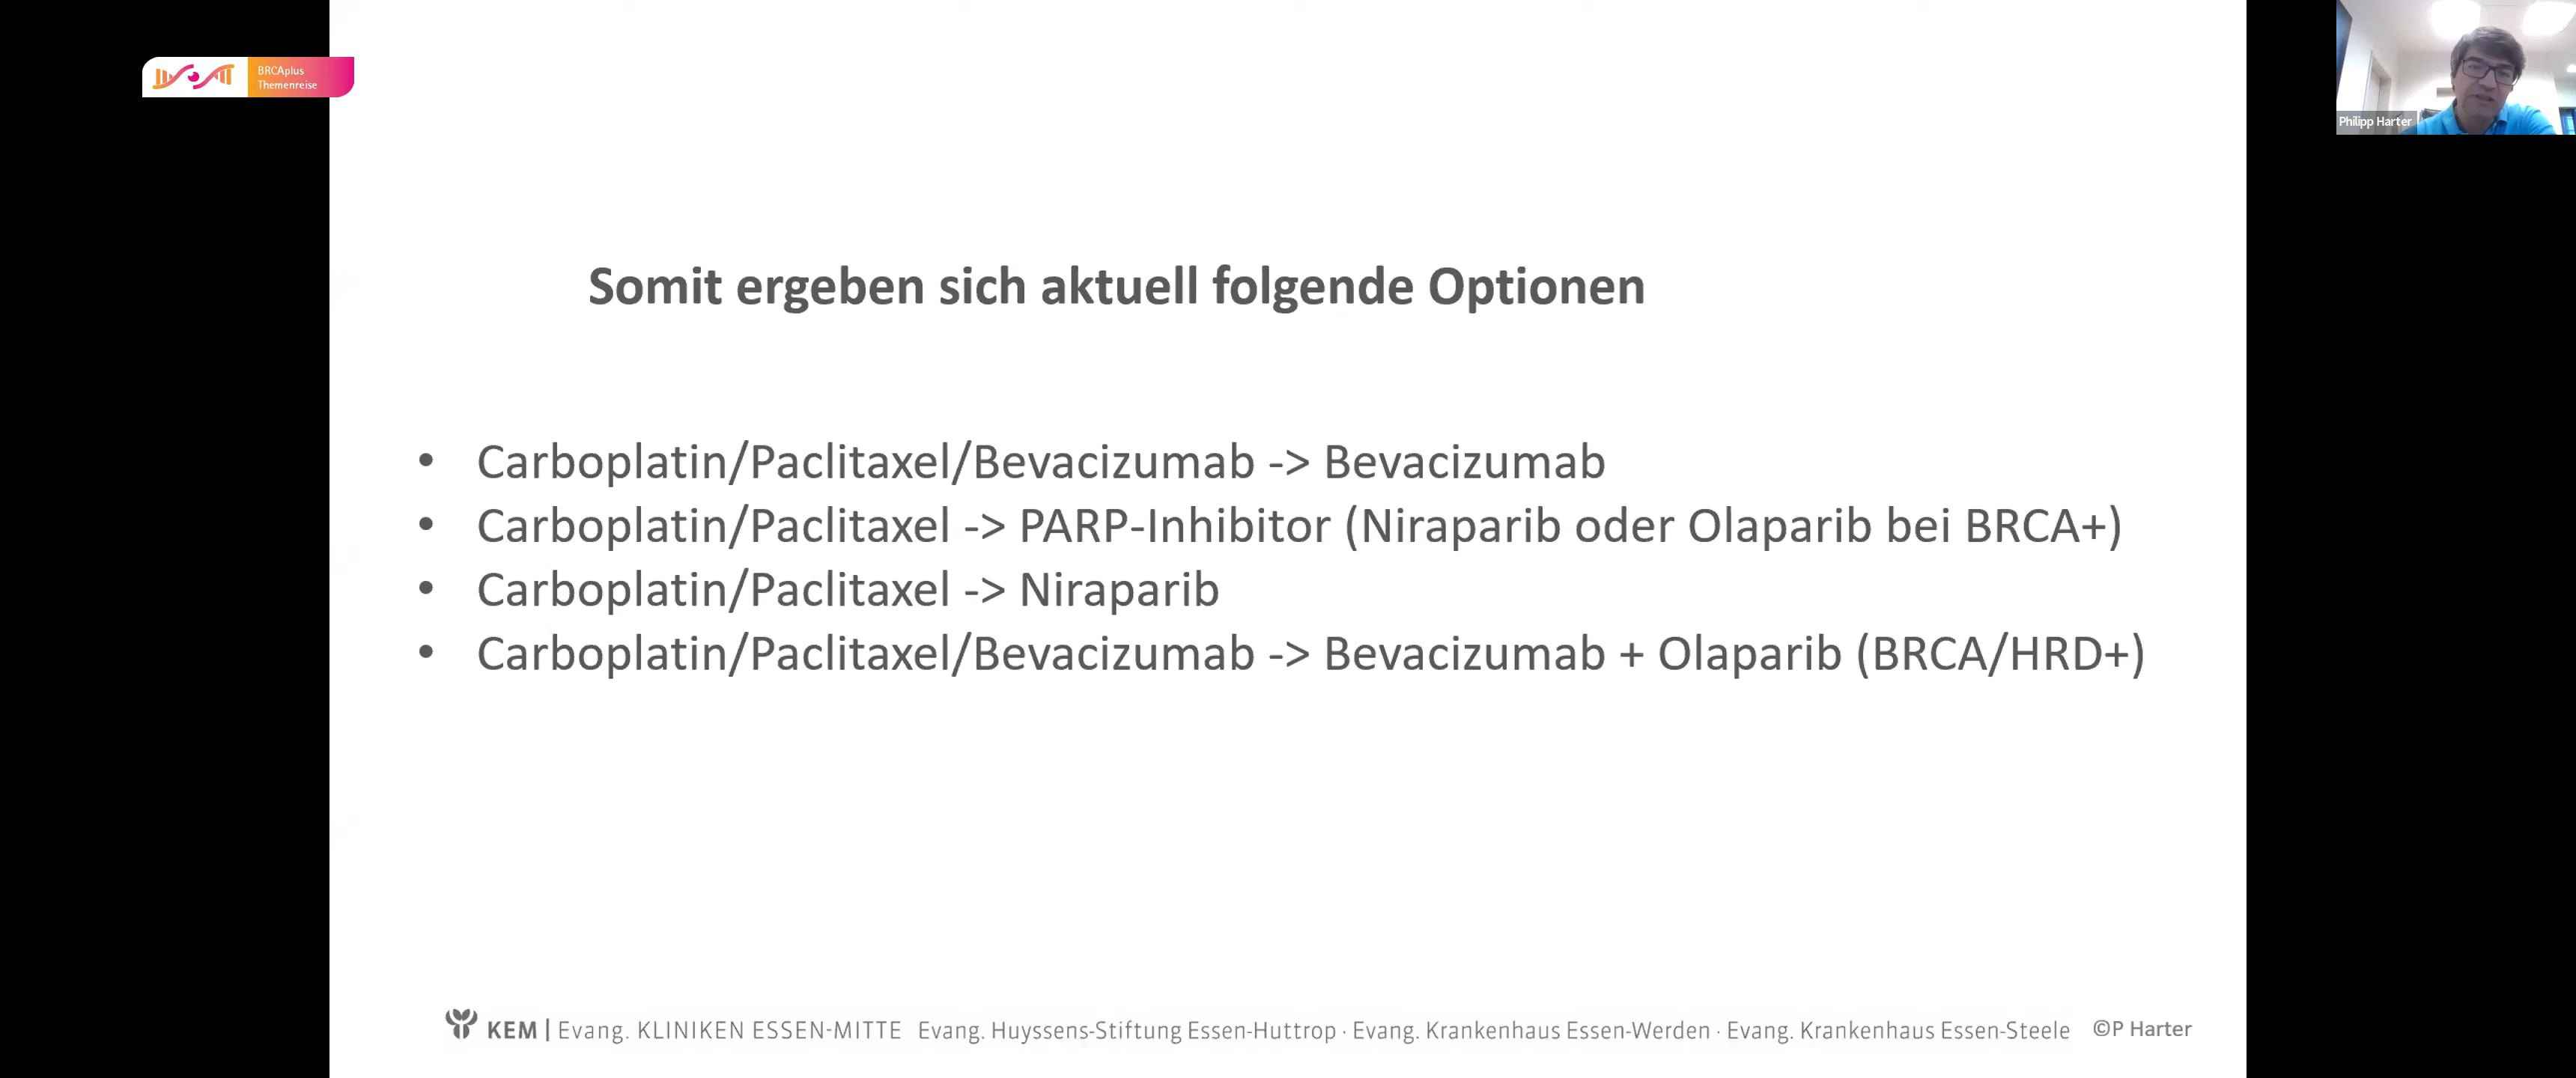 BRCAplus
Themenreise
Philipp Harter
Somit ergeben sich aktuell folgende Optionen
• Carboplatin/Paclitaxel/Bevacizumab -> Bevacizumab
• Carboplatin/Paclitaxel -> PARP-Inhibitor (Niraparib oder Olaparib bei BRCA+)
• Carboplatin/Paclitaxel -> Niraparib
• Carboplatin/Paclitaxel/Bevacizumab -> Bevacizumab + Olaparib (BRCA/HRD+)
KEM | Evang. KLINIKEN ESSEN-MITTE Evang. Huyssens-Stiftung Essen-Huttrop · Evang. Krankenhaus Essen-Werden · Evang. Krankenhaus Essen-Steele ©P Harter